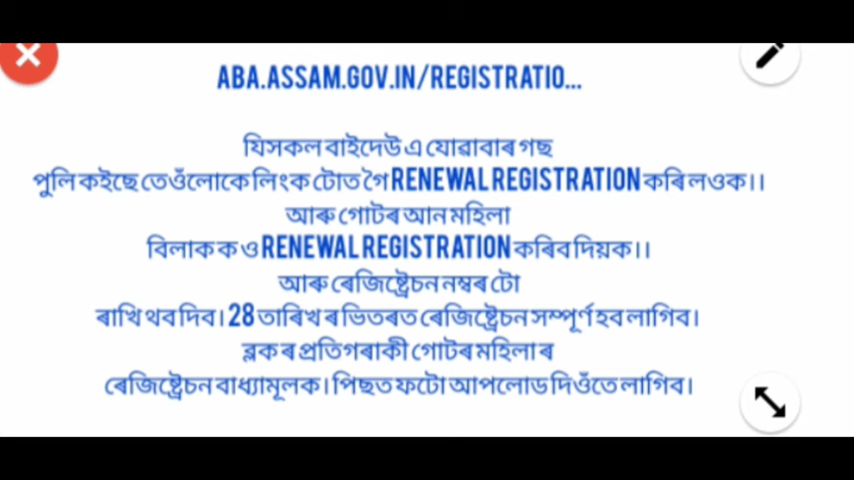 ABA.ASSAM.GOV.IN/REGISTRATIO...
যিসকল বাইদেউ এ যোৱাবাৰ গছ
পুলি কইছে তেওঁলোকে লিংক টোত গৈ RENEWAL REGISTRATION কৰি লওক।।
আৰু গোটৰ আন মহিলা
বিলাক ক ও RENEWAL REGISTRATION কৰিব দিয়ক।।
আৰু ৰেজিষ্ট্ৰেচন নম্বৰ টো
ৰাখি থব দিব। 28 তাৰিখ ৰ ভিতৰত ৰেজিষ্ট্ৰেচন সম্পূৰ্ণ হব লাগিব।
ব্লক ৰ প্ৰতিগৰাকী গোটৰ মহিলা ৰ
ৰেজিষ্ট্ৰেচন বাধ্যামূলক। পিছত ফটো আপলোড দিওঁতে লাগিব।